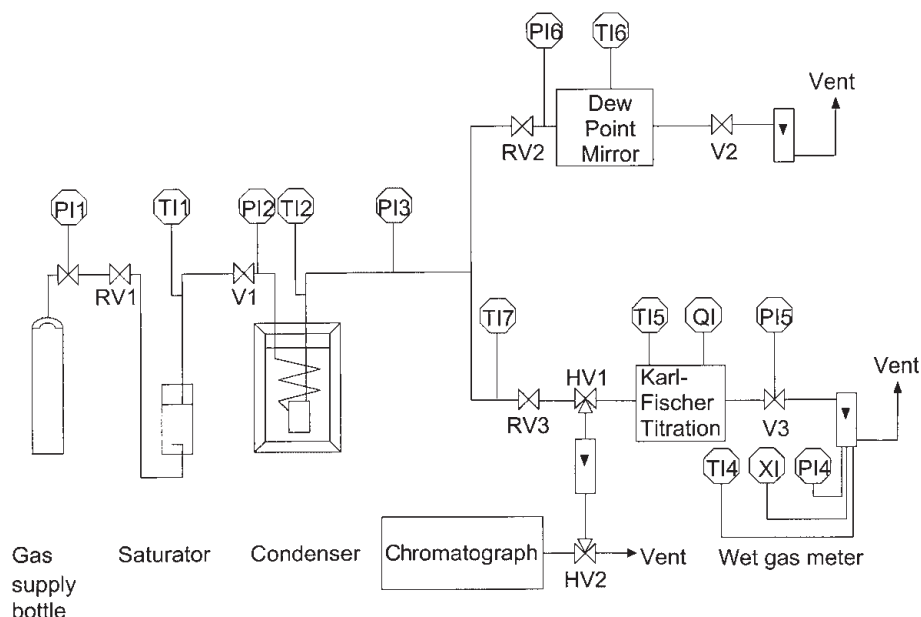 PI6
TI6
Vent
Dew
Point
Mirror
RV2
V2
PI1
TI1
PI2
TI2
PI3
RV1
V1
TI7
TI5
QI
PI5
Vent
HV1
Karl-
Fischer
Titration
RV3
V3
TI4
XI
PI4
Gas
supply
bottle
Saturator
Condenser
Chromatograph
Vent
Wet gas meter
HV2